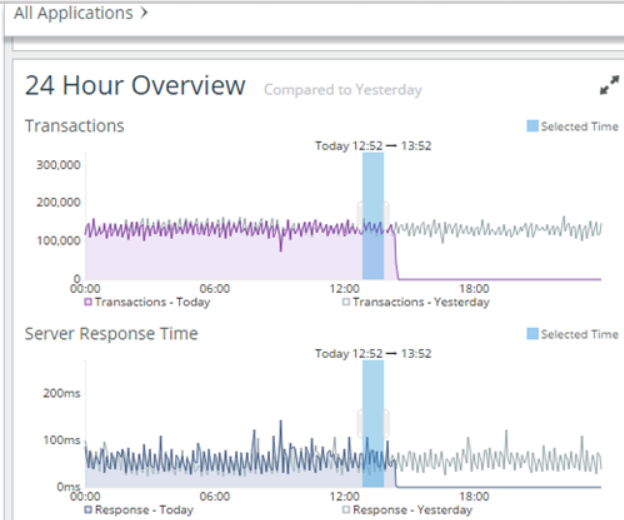 All Applications >
24 Hour Overview Compared to Yesterday
Transactions Selected Time
Today 12:52 → 13:52
300,000
200,000
100,000
0
00:00 06:00 12:00 18:00
Transactions - Today Transactions - Yesterday
Server Response Time Selected Time
Today 12:52 → 13:52
200ms
100ms
0ms
00:00 06:00 12:00 18:00
Response - Today Response - Yesterday